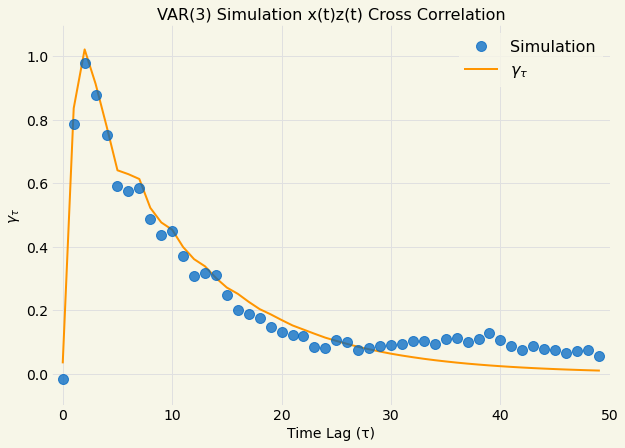 VAR(3) Simulation x(t)z(t) Cross Correlation
Simulation
γτ
γτ
1.0
0.8
0.6
0.4
0.2
0.0
0 10 20 30 40 50
Time Lag (τ)